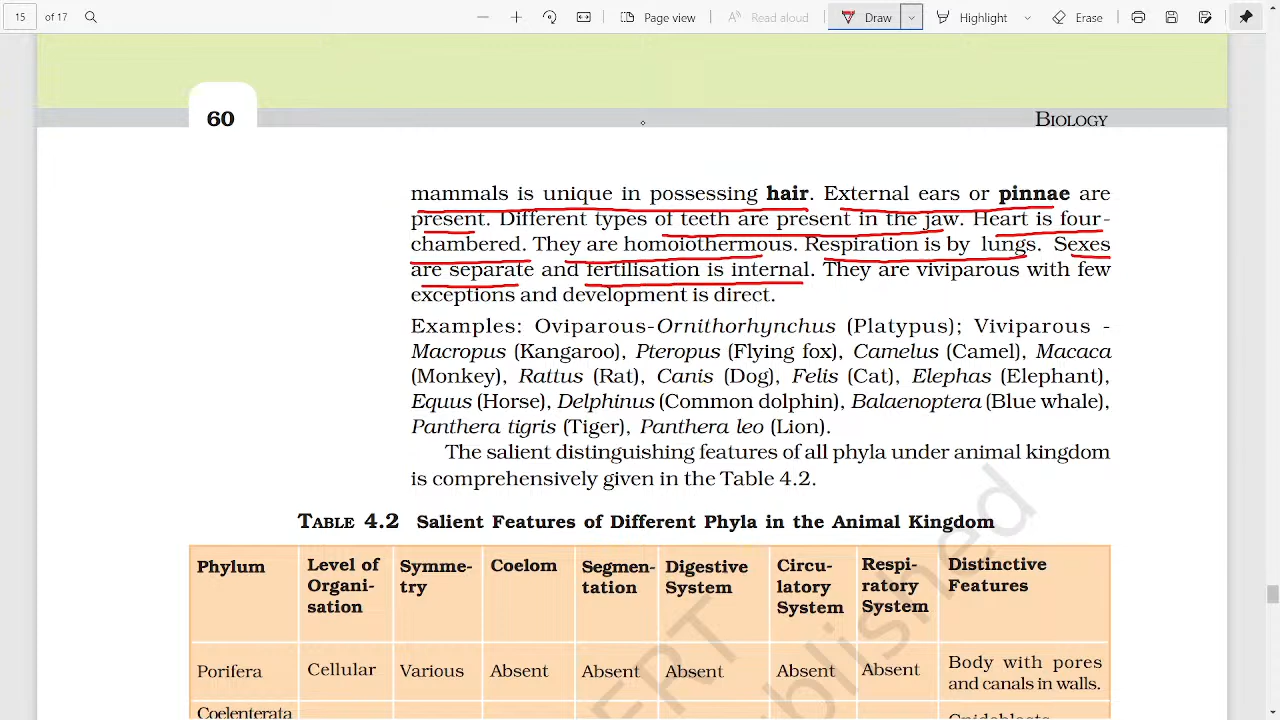 15 of 17 Page view Read aloud Draw Highlight Erase
60 BIOLOGY
mammals is unique in possessing hair. External ears or pinnae are
present. Different types of teeth are present in the jaw. Heart is four-
chambered. They are homoiothermous. Respiration is by lungs. Sexes
are separate and fertilisation is internal. They are viviparous with few
exceptions and development is direct.
Examples: Oviparous-Ornithorhynchus (Platypus); Viviparous -
Macropus (Kangaroo), Pteropus (Flying fox), Camelus (Camel), Macaca
(Monkey), Rattus (Rat), Canis (Dog), Felis (Cat), Elephas (Elephant),
Equus (Horse), Delphinus (Common dolphin), Balaenoptera (Blue whale),
Panthera tigris (Tiger), Panthera leo (Lion).
The salient distinguishing features of all phyla under animal kingdom
is comprehensively given in the Table 4.2.
TABLE 4.2 Salient Features of Different Phyla in the Animal Kingdom
Phylum Level of Symme- Coelom Segmen- Digestive Circu- Respi- Distinctive
Organi- try tation System latory ratory Features
sation System System
Porifera Cellular Various Absent Absent Absent Absent Absent Body with pores
and canals in walls.
Coelenterata